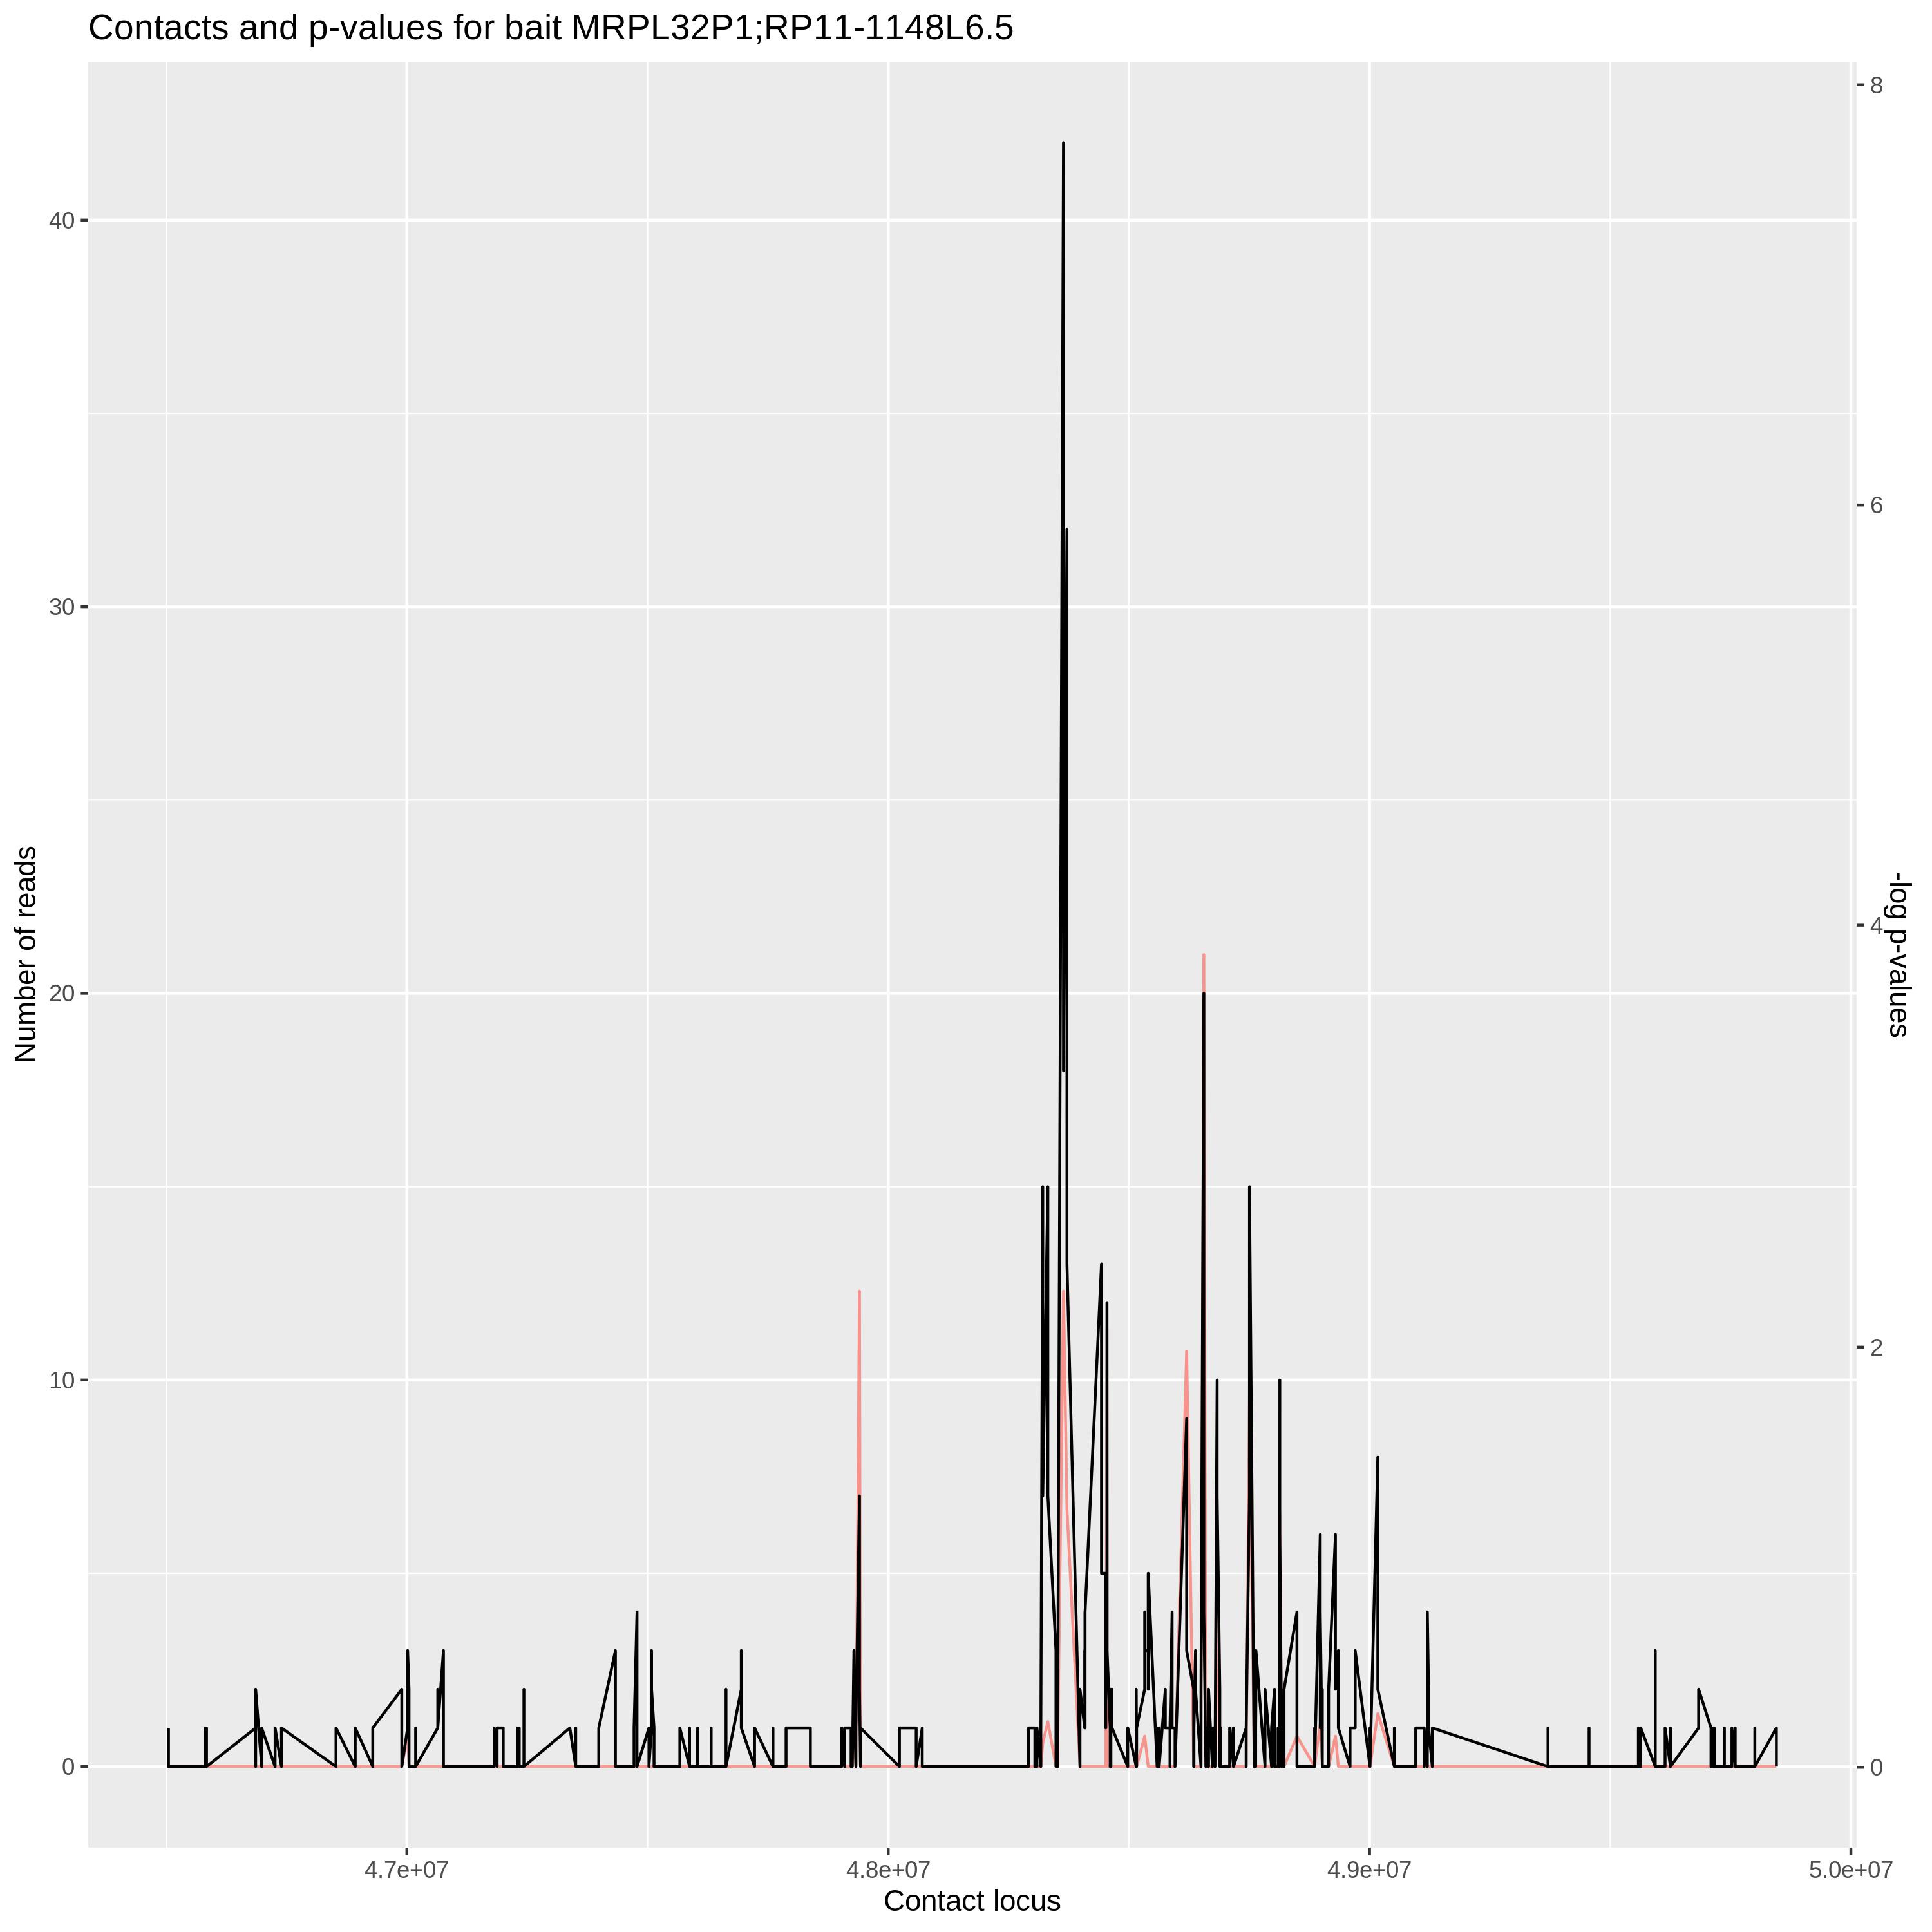 Contacts and p-values for bait MRPL32P1;RP11-1148L6.5
8
40
6
30
Number of reads
-log p-values
4
20
2
10
0
0
4.7e+07
4.8e+07
4.9e+07
5.0e+07
Contact locus